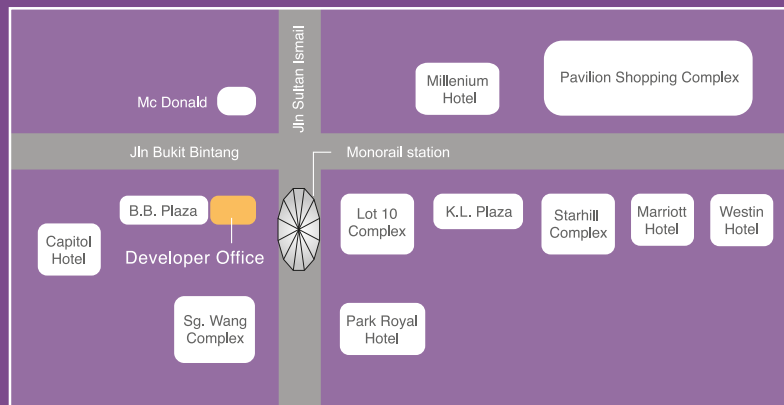 Jln Sultan Ismail
Millenium
Hotel
Pavilion Shopping Complex
Mc Donald
Jln Bukit Bintang
Monorail station
B.B. Plaza
Lot 10
Complex
K.L. Plaza
Starhill
Complex
Marriott
Hotel
Westin
Hotel
Capitol
Hotel
Developer Office
Sg. Wang
Complex
Park Royal
Hotel